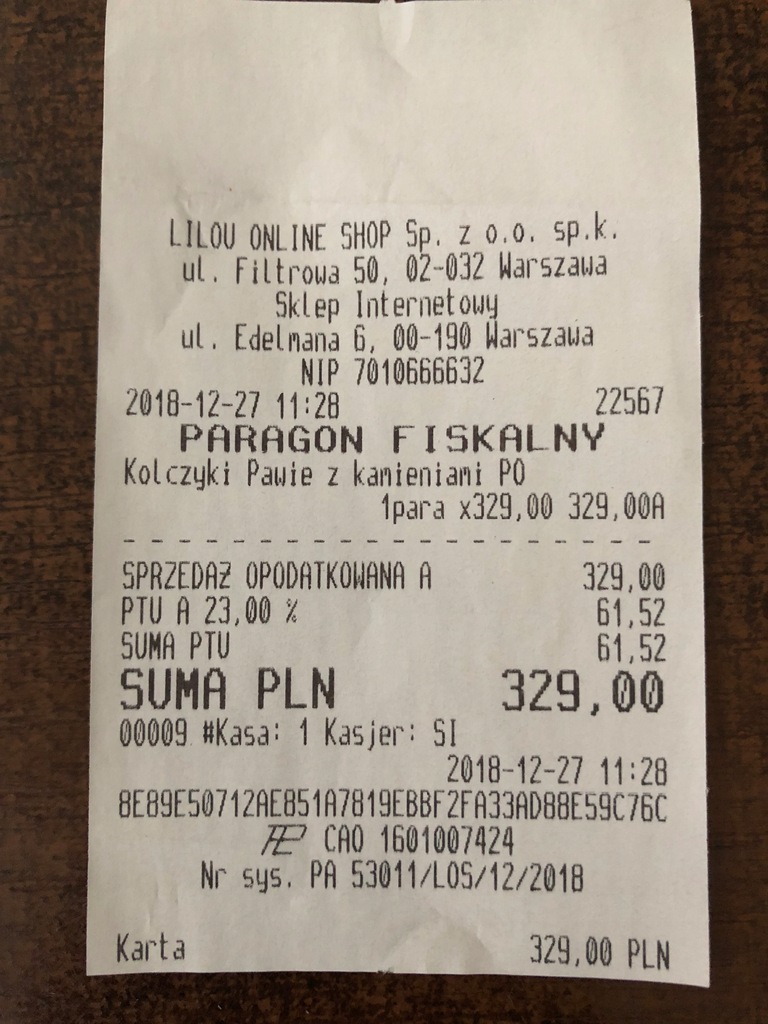 LILOU ONLINE SHOP Sp. z o.o. sp.k.
ul. Filtrowa 50, 02-032 Warszawa
Sklep Internetowy
ul. Edelmana 6, 00-190 Warszawa
NIP 7010666632
2018-12-27 11:28 22567
PARAGON FISKALNY
Kolczyki Pawie z kamieniami PO
1para x329,00 329,00A
- - - - - - - - - - - - - - - - - - - -
SPRZEDAŻ OPODATKOWANA A 329,00
PTU A 23,00 % 61,52
SUMA PTU 61,52
SUMA PLN 329,00
00009 #Kasa: 1 Kasjer: SI
2018-12-27 11:28
8E89E50712AE851A7819EBBF2FA33AD88E59C76C
CAO 1601007424
Nr sys. PA 53011/LOS/12/2018
Karta 329,00 PLN